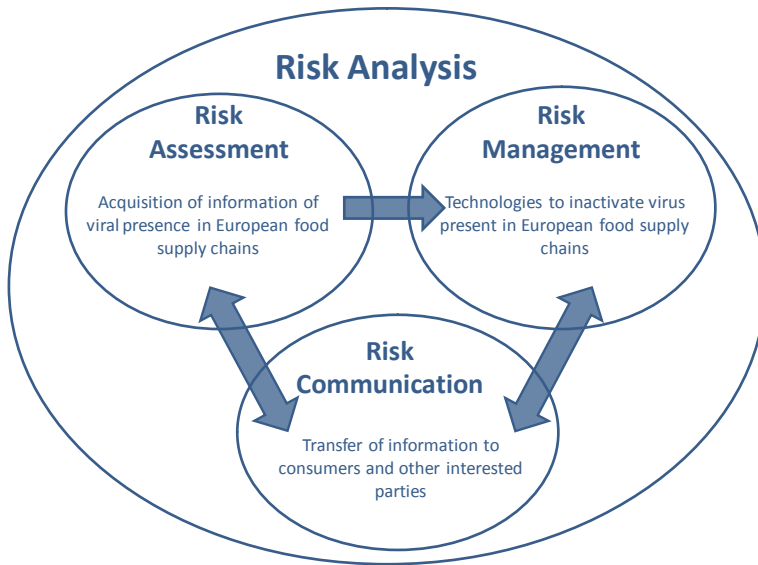 Risk Analysis
Risk
Assessment
Acquisition of information of
viral presence in European food
supply chains
Risk
Management
Technologies to inactivate virus
present in European food supply
chains
Risk
Communication
Transfer of information to
consumers and other interested
parties